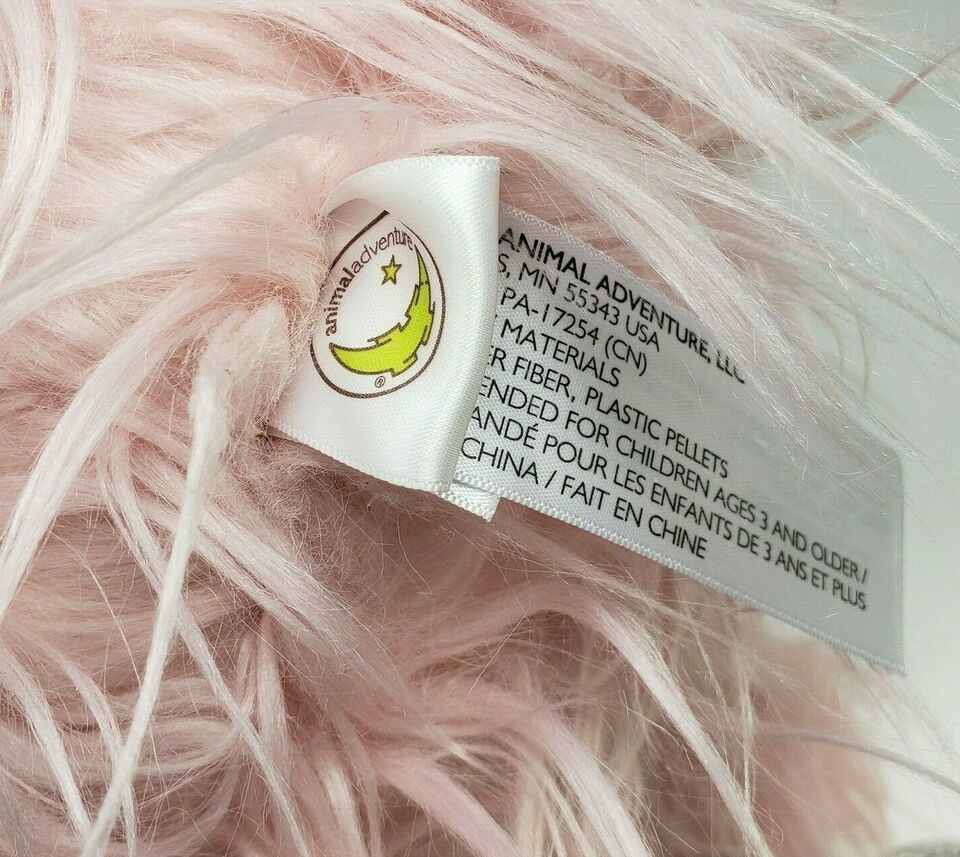 animaladventure
®
ANIMAL ADVENTURE, LLC
S, MN 55343 USA
PA-17254 (CN)
MATERIALS
ER FIBER, PLASTIC PELLETS
ENDED FOR CHILDREN AGES 3 AND OLDER /
ANDÉ POUR LES ENFANTS DE 3 ANS ET PLUS
CHINA / FAIT EN CHINE